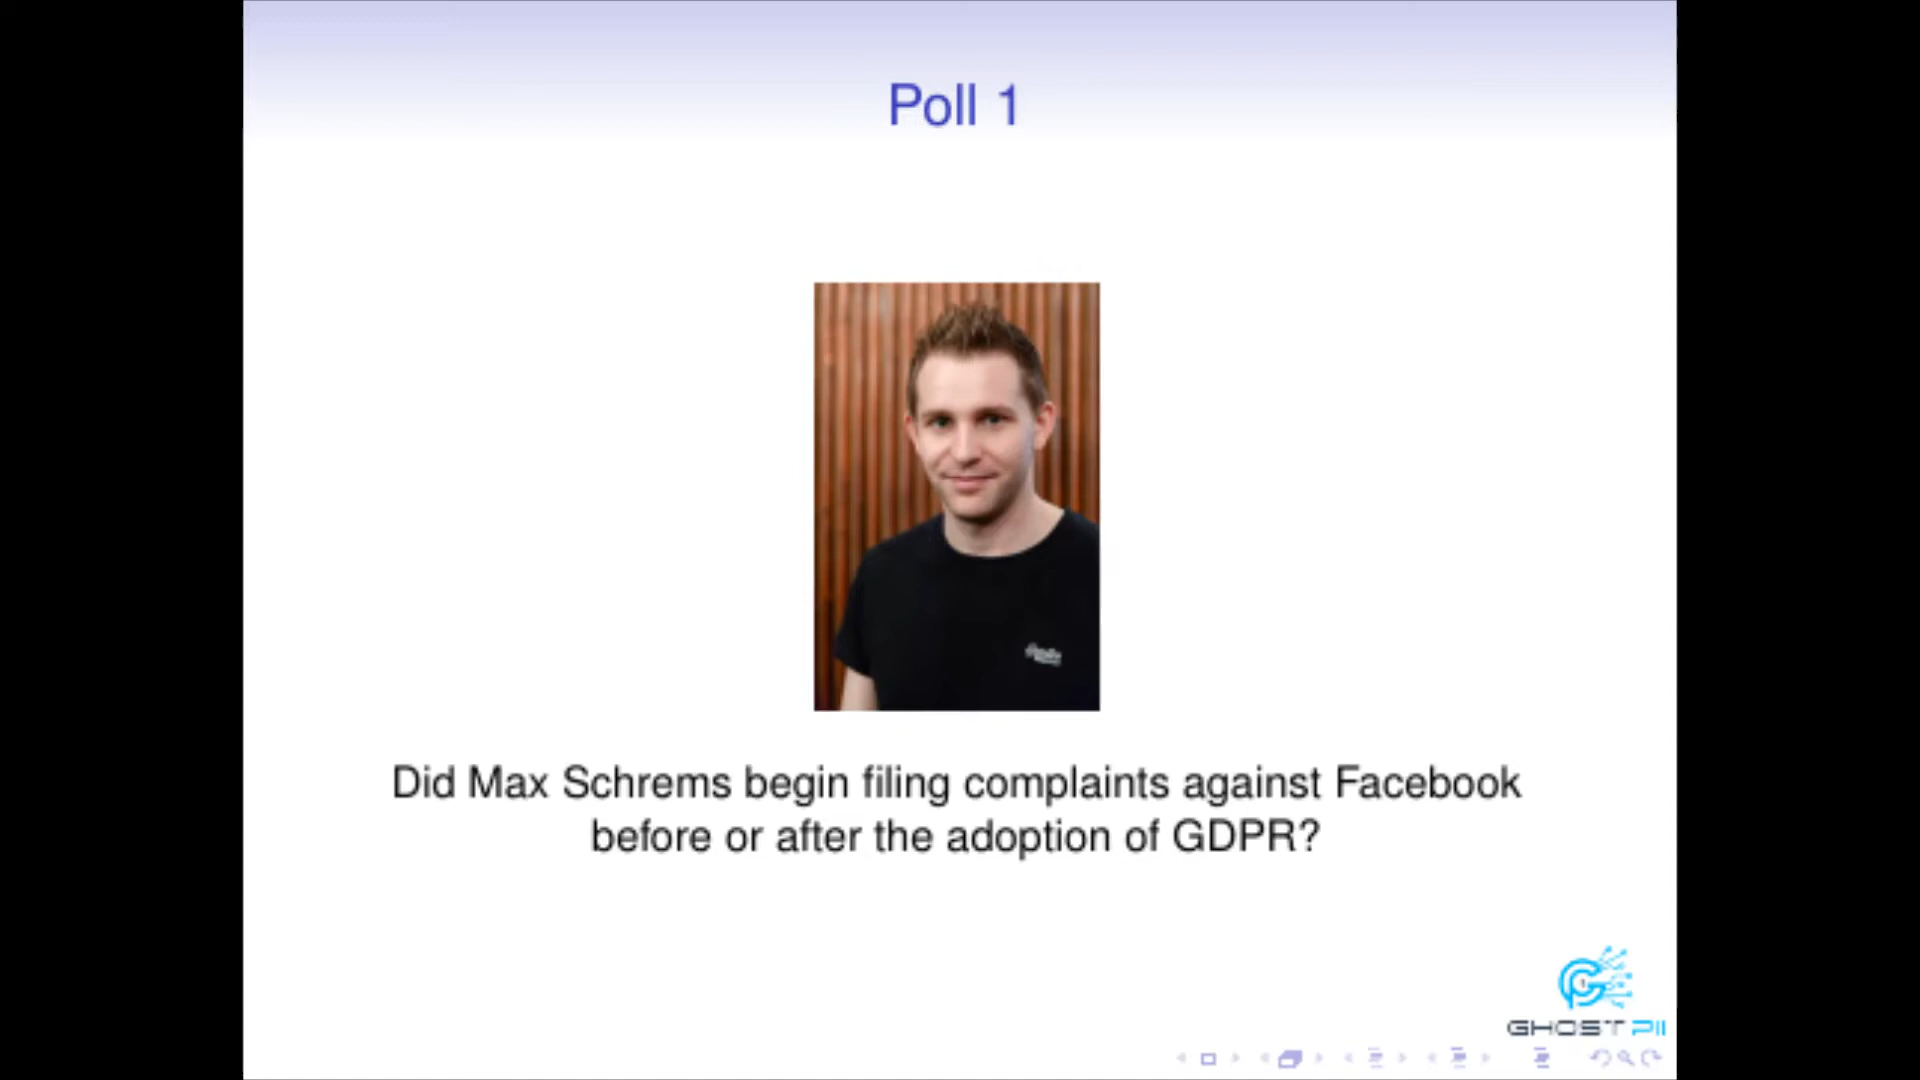 Poll 1
Did Max Schrems begin filing complaints against Facebook
before or after the adoption of GDPR?
GHOST PII